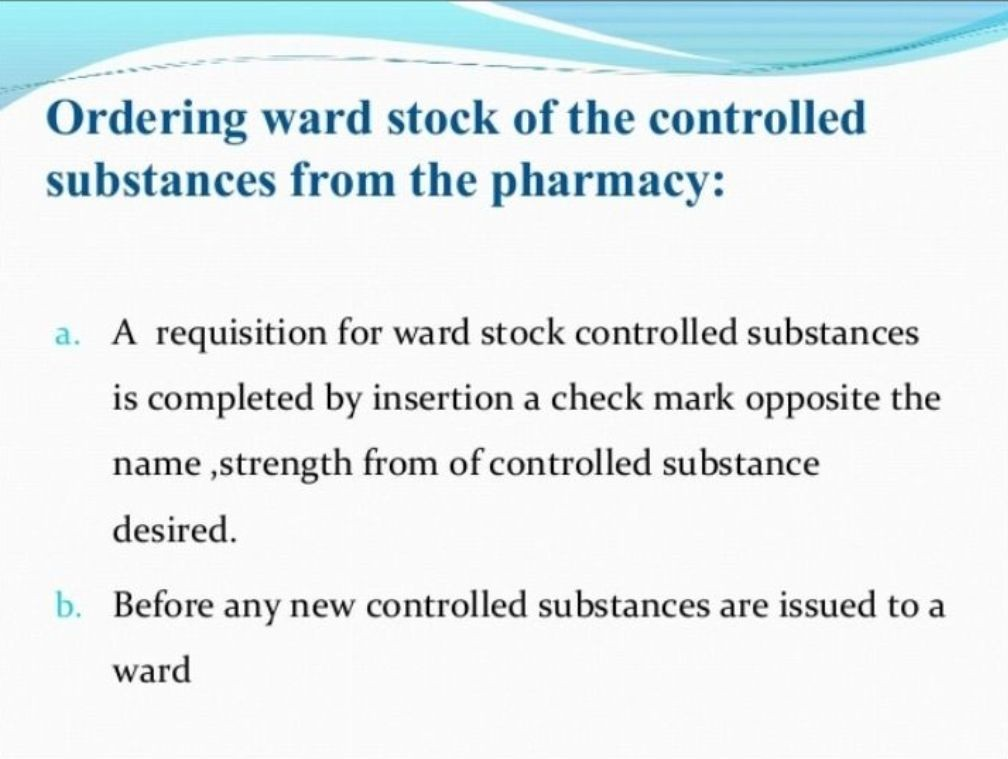 Ordering ward stock of the controlled
substances from the pharmacy:
a. A requisition for ward stock controlled substances
is completed by insertion a check mark opposite the
name ,strength from of controlled substance
desired.
b. Before any new controlled substances are issued to a
ward